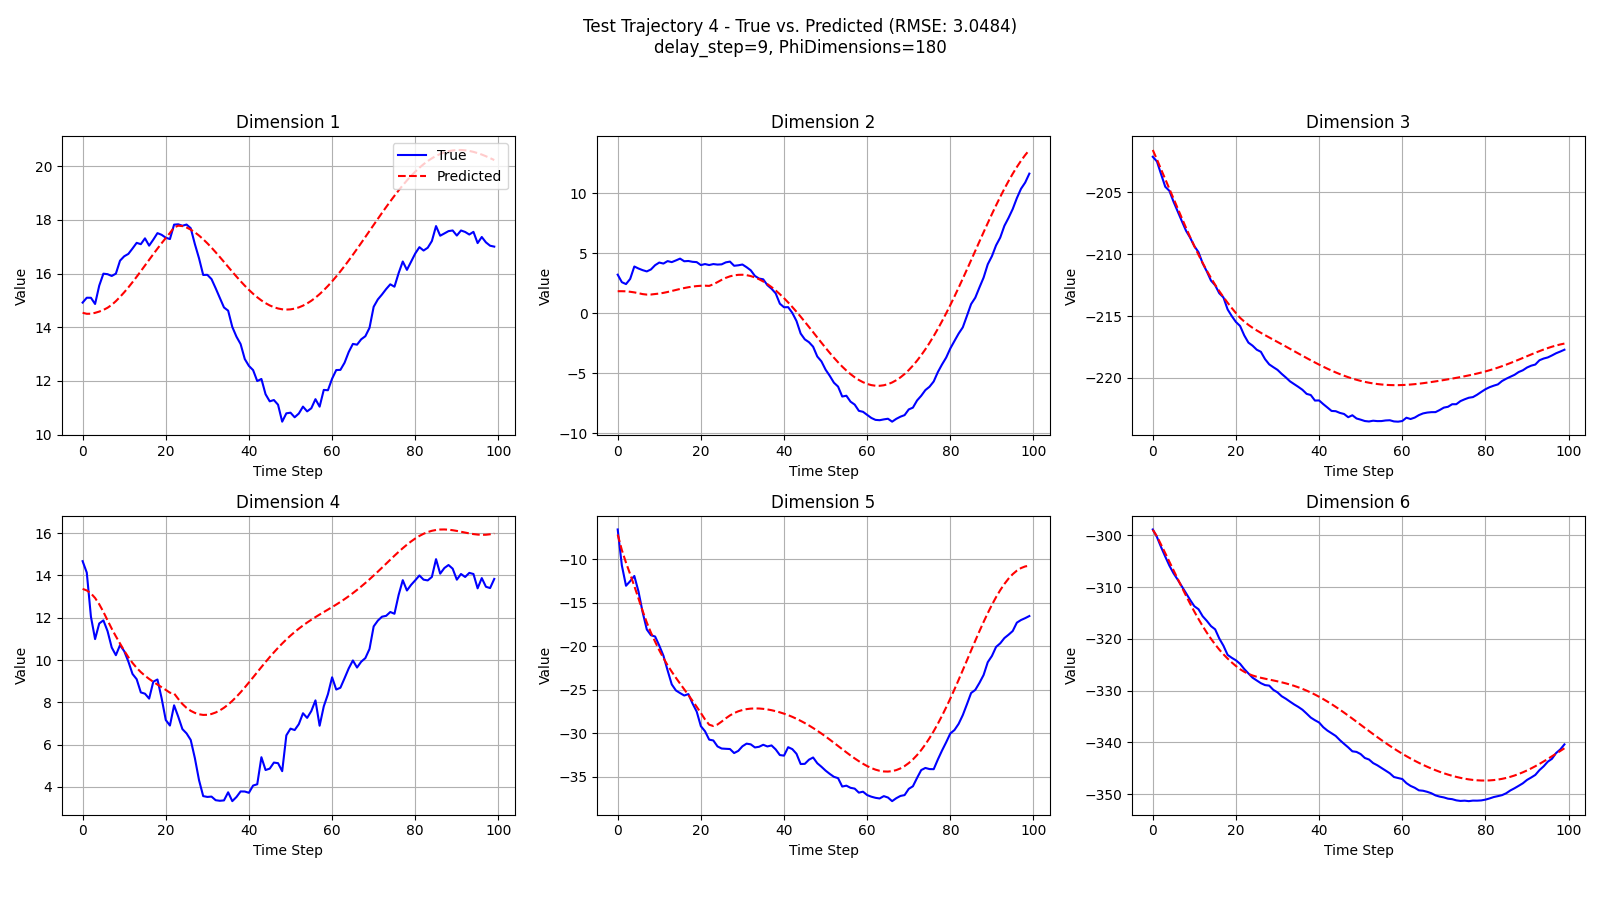 Test Trajectory 4 - True vs. Predicted (RMSE: 3.0484)
delay_step=9, PhiDimensions=180
Dimension 1
Value
20
18
16
14
12
10
True
Predicted
0 20 40 60 80 100
Time Step
Dimension 2
Value
10
5
0
−5
−10
0 20 40 60 80 100
Time Step
Dimension 3
Value
−205
−210
−215
−220
0 20 40 60 80 100
Time Step
Dimension 4
Value
16
14
12
10
8
6
4
0 20 40 60 80 100
Time Step
Dimension 5
Value
−10
−15
−20
−25
−30
−35
0 20 40 60 80 100
Time Step
Dimension 6
Value
−300
−310
−320
−330
−340
−350
0 20 40 60 80 100
Time Step